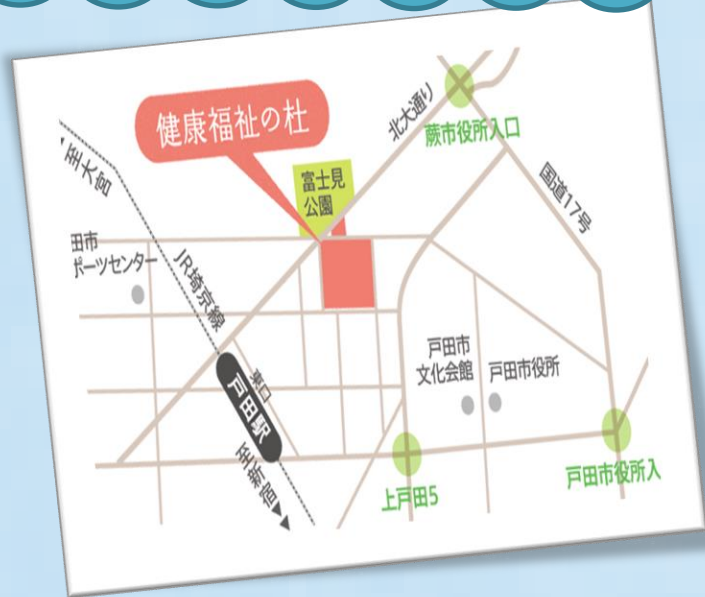 健康福祉の杜
北大通り
蕨市役所入口
至大宮
富士見
公園
国道17号
田市
ポーツセンター
JR埼京線
東口
戸田駅
戸田市
文化会館
戸田市役所
至新宿
上戸田5
戸田市役所入